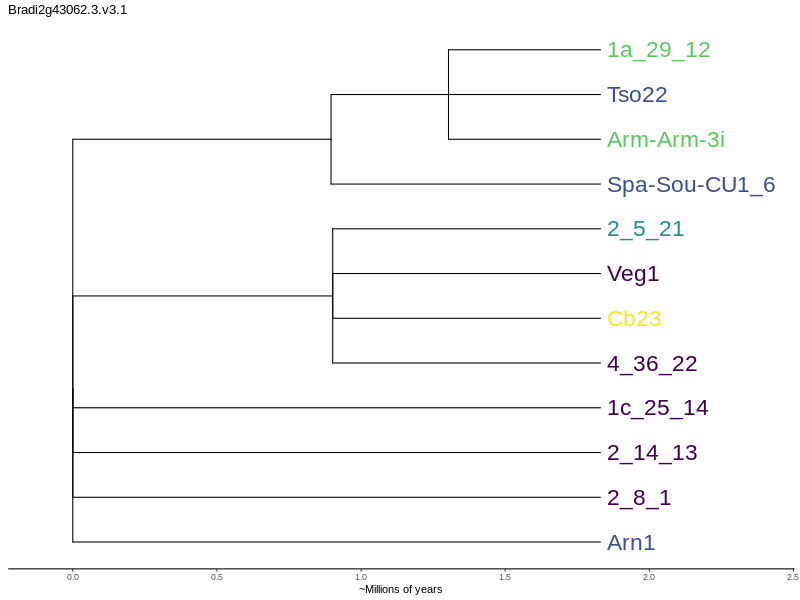 Bradi2g43062.3.v3.1
1a_29_12
Tso22
Arm-Arm-3i
Spa-Sou-CU1_6
2_5_21
Veg1
Cb23
4_36_22
1c_25_14
2_14_13
2_8_1
Arn1
0.0 0.5 1.0 1.5 2.0 2.5
~Millions of years